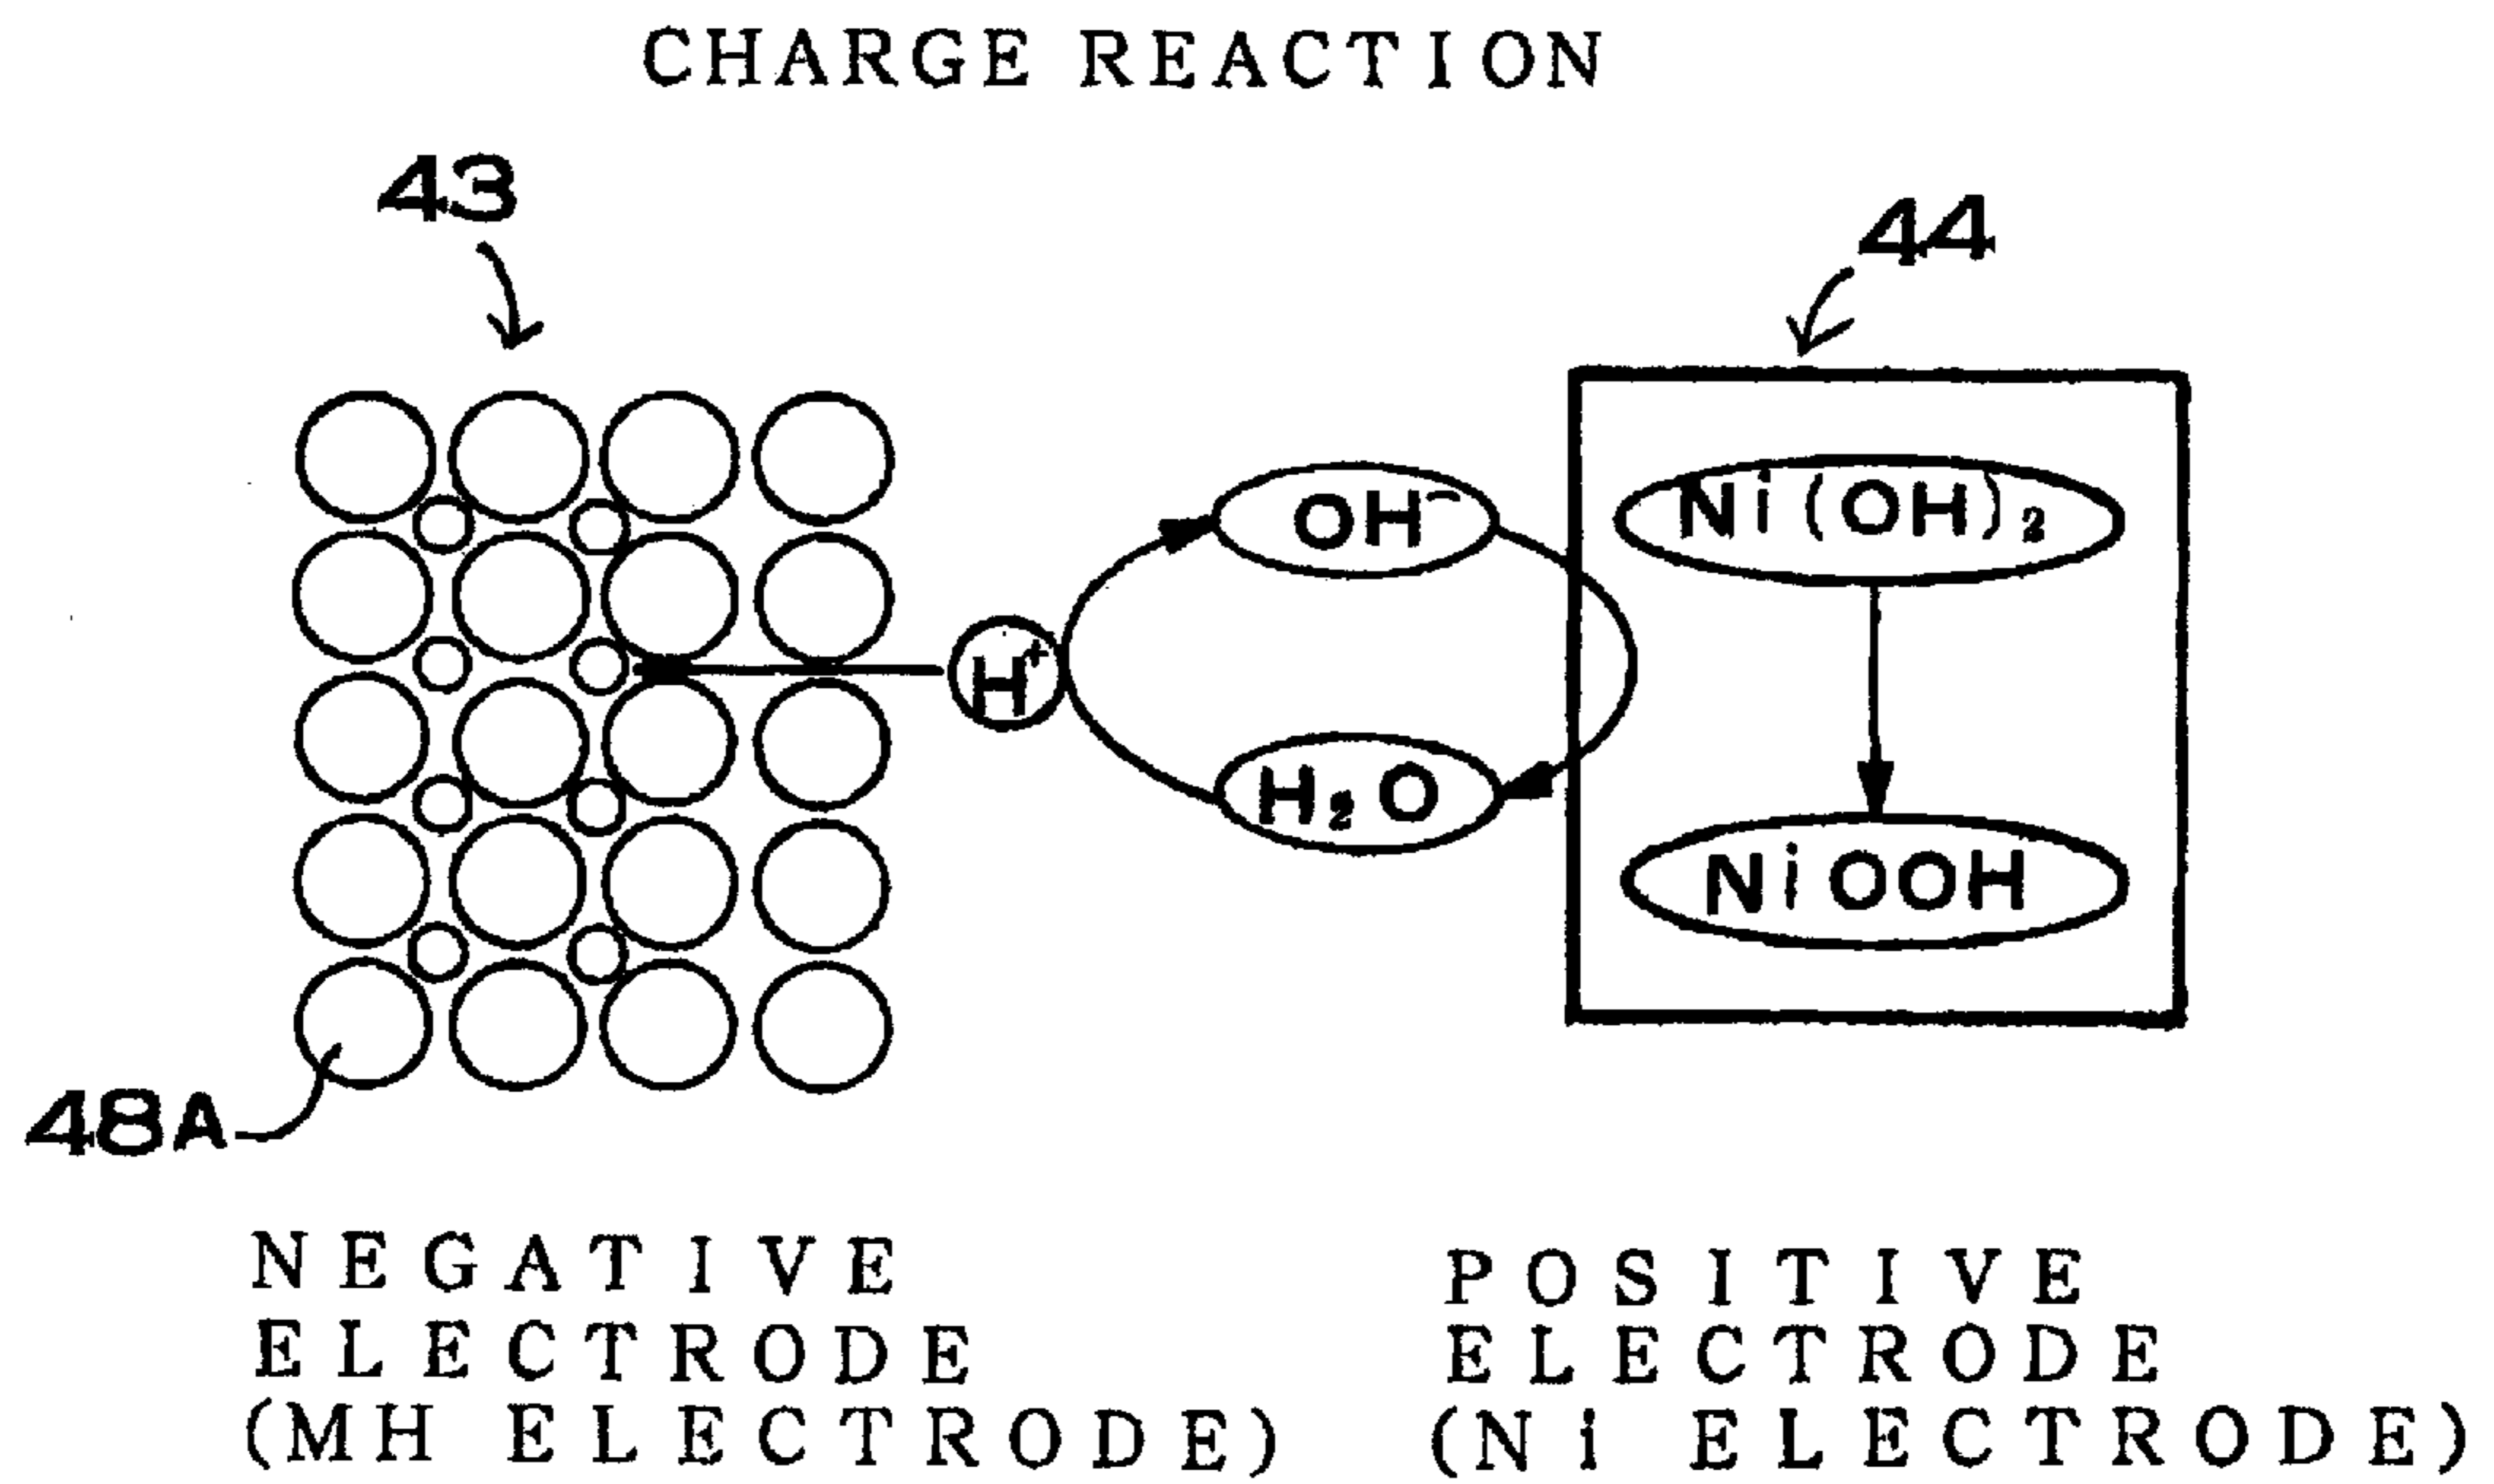 CHARGE REACTION
43
44
OH⁻
Ni(OH)₂
H⁺
H₂O
NiOOH
48A
NEGATIVE
ELECTRODE
(MH ELECTRODE)
POSITIVE
ELECTRODE
(Ni ELECTRODE)